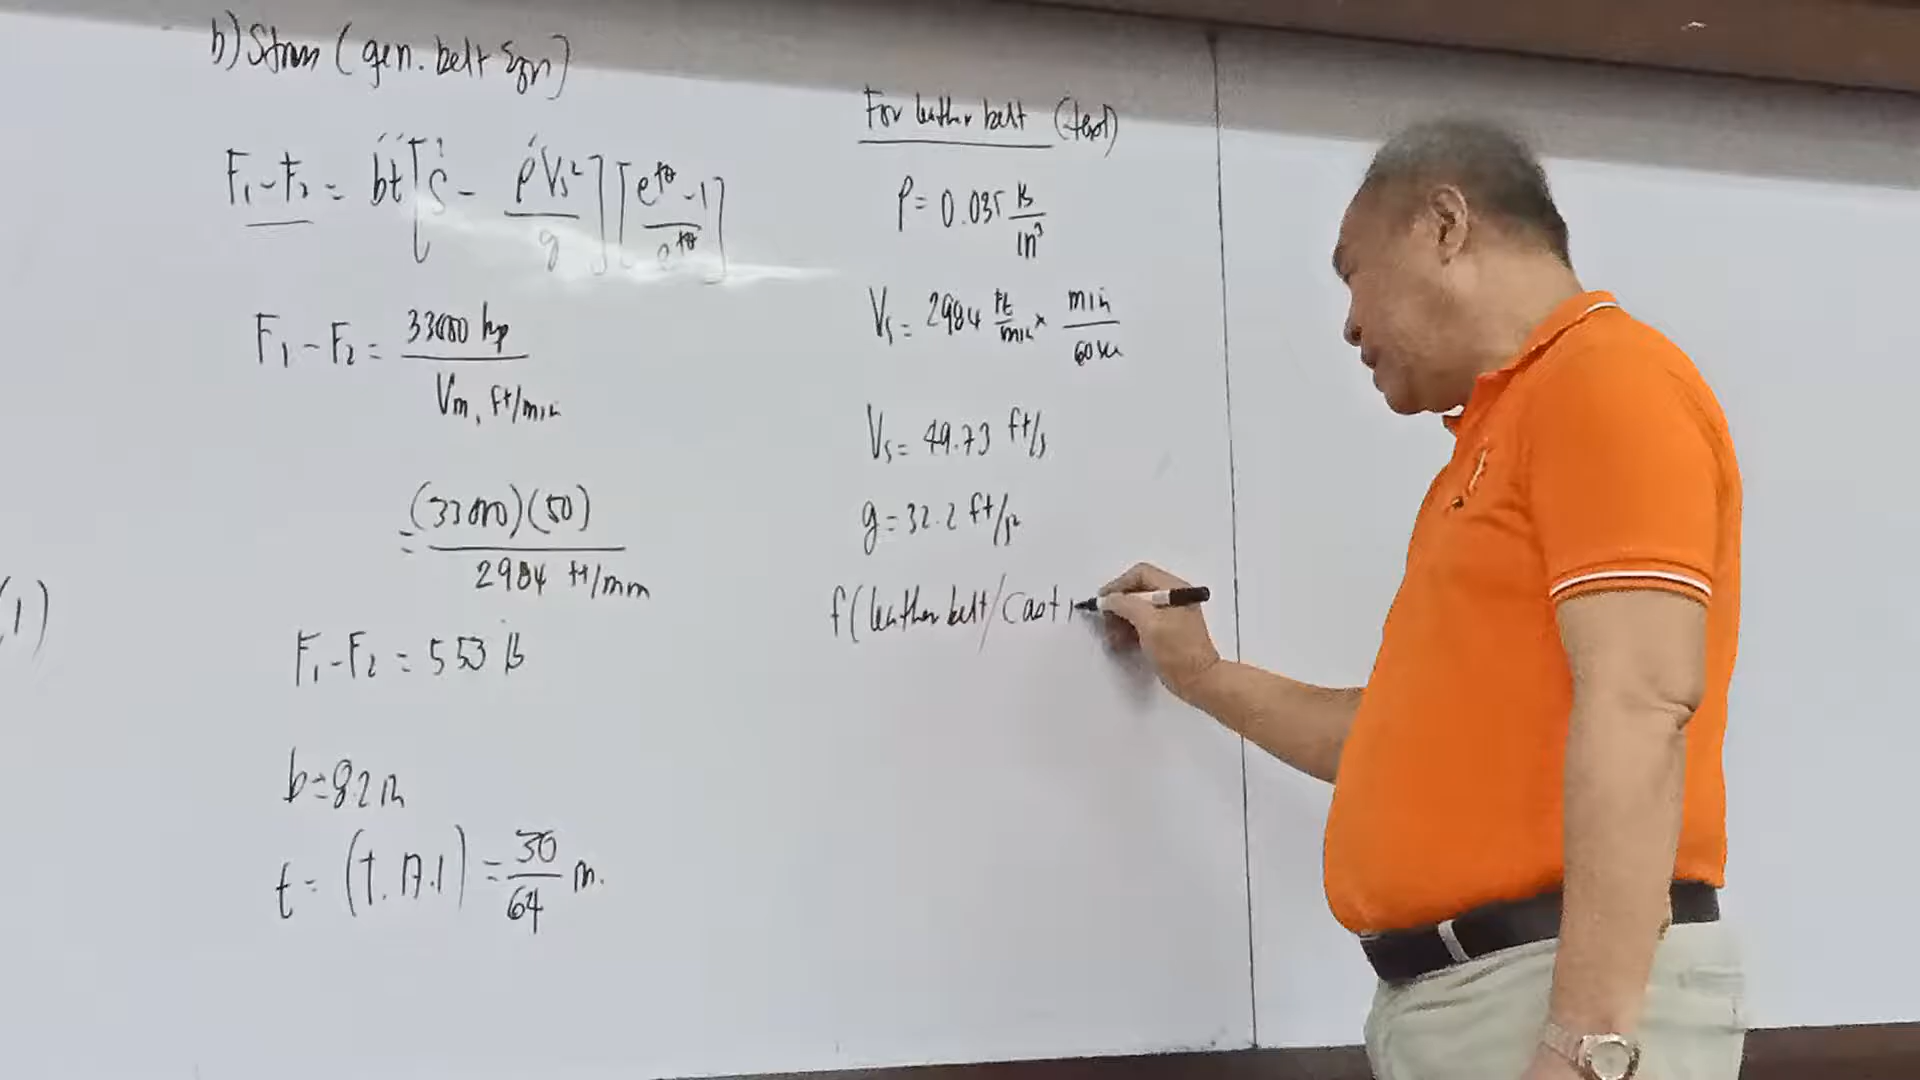 b) Stress (gen. belt Eqn)
F₁-F₂ = bt[S - ρVs²/g][e^fθ -1/e^fθ]
F₁-F₂ = 33000 hp/Vm, ft/min
= (33000)(50)/2984 ft/min
F₁-F₂ = 553 lb
b=8.2 in
t = (T. 17.1) = 30/64 in.
(1)
For leather belt (text)
ρ= 0.035 lb/in³
Vs= 2984 ft/min × min/60 sec
Vs= 49.73 ft/s
g=32.2 ft/s²
f(leather belt/Cast I